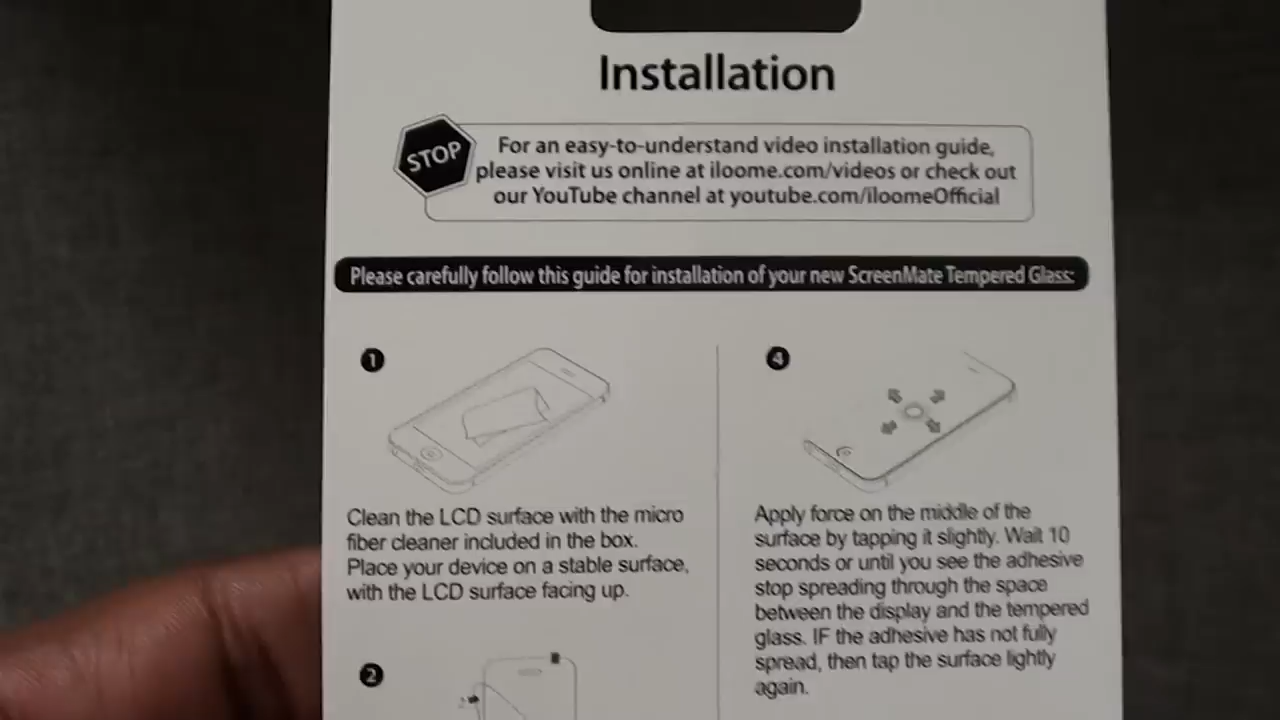 Installation
STOP
For an easy-to-understand video installation guide,
please visit us online at iloome.com/videos or check out
our YouTube channel at youtube.com/iloomeOfficial
Please carefully follow this guide for installation of your new ScreenMate Tempered Glass:
1
Clean the LCD surface with the micro
fiber cleaner included in the box.
Place your device on a stable surface,
with the LCD surface facing up.
2
4
Apply force on the middle of the
surface by tapping it slightly. Wait 10
seconds or until you see the adhesive
stop spreading through the space
between the display and the tempered
glass. IF the adhesive has not fully
spread, then tap the surface lightly
again.